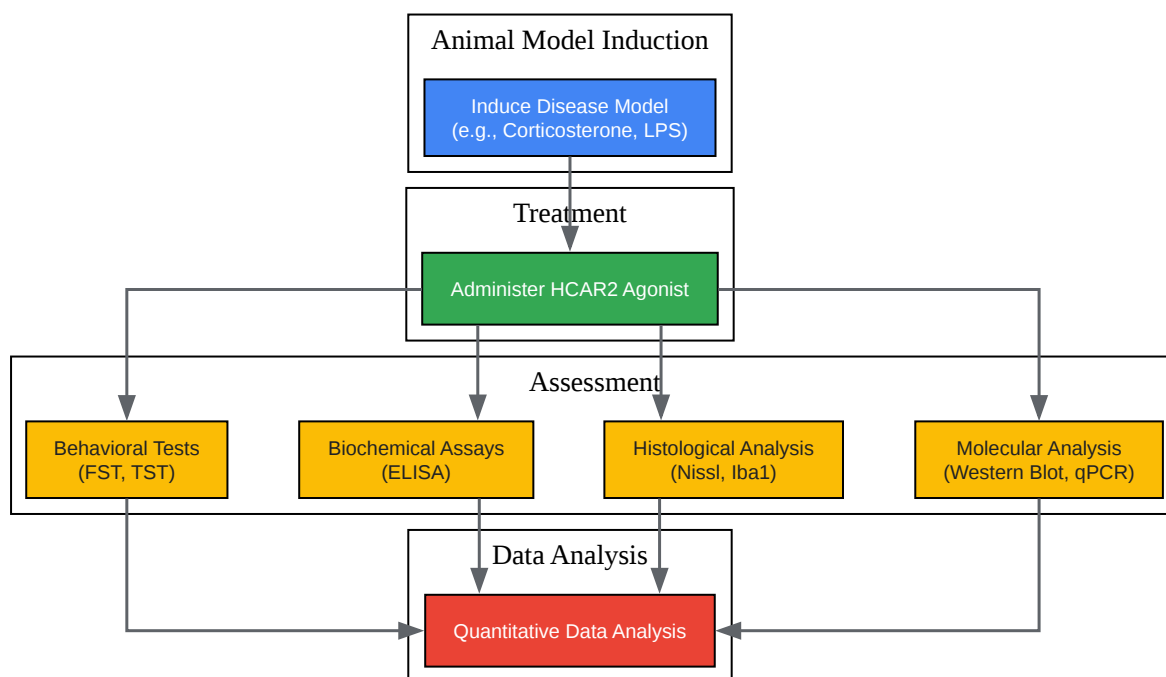 Animal Model Induction
Induce Disease Model
(e.g., Corticosterone, LPS)
Treatment
Administer HCAR2 Agonist
Assessment
Behavioral Tests
(FST, TST)
Biochemical Assays
(ELISA)
Histological Analysis
(Nissl, Iba1)
Molecular Analysis
(Western Blot, qPCR)
Data Analysis
Quantitative Data Analysis